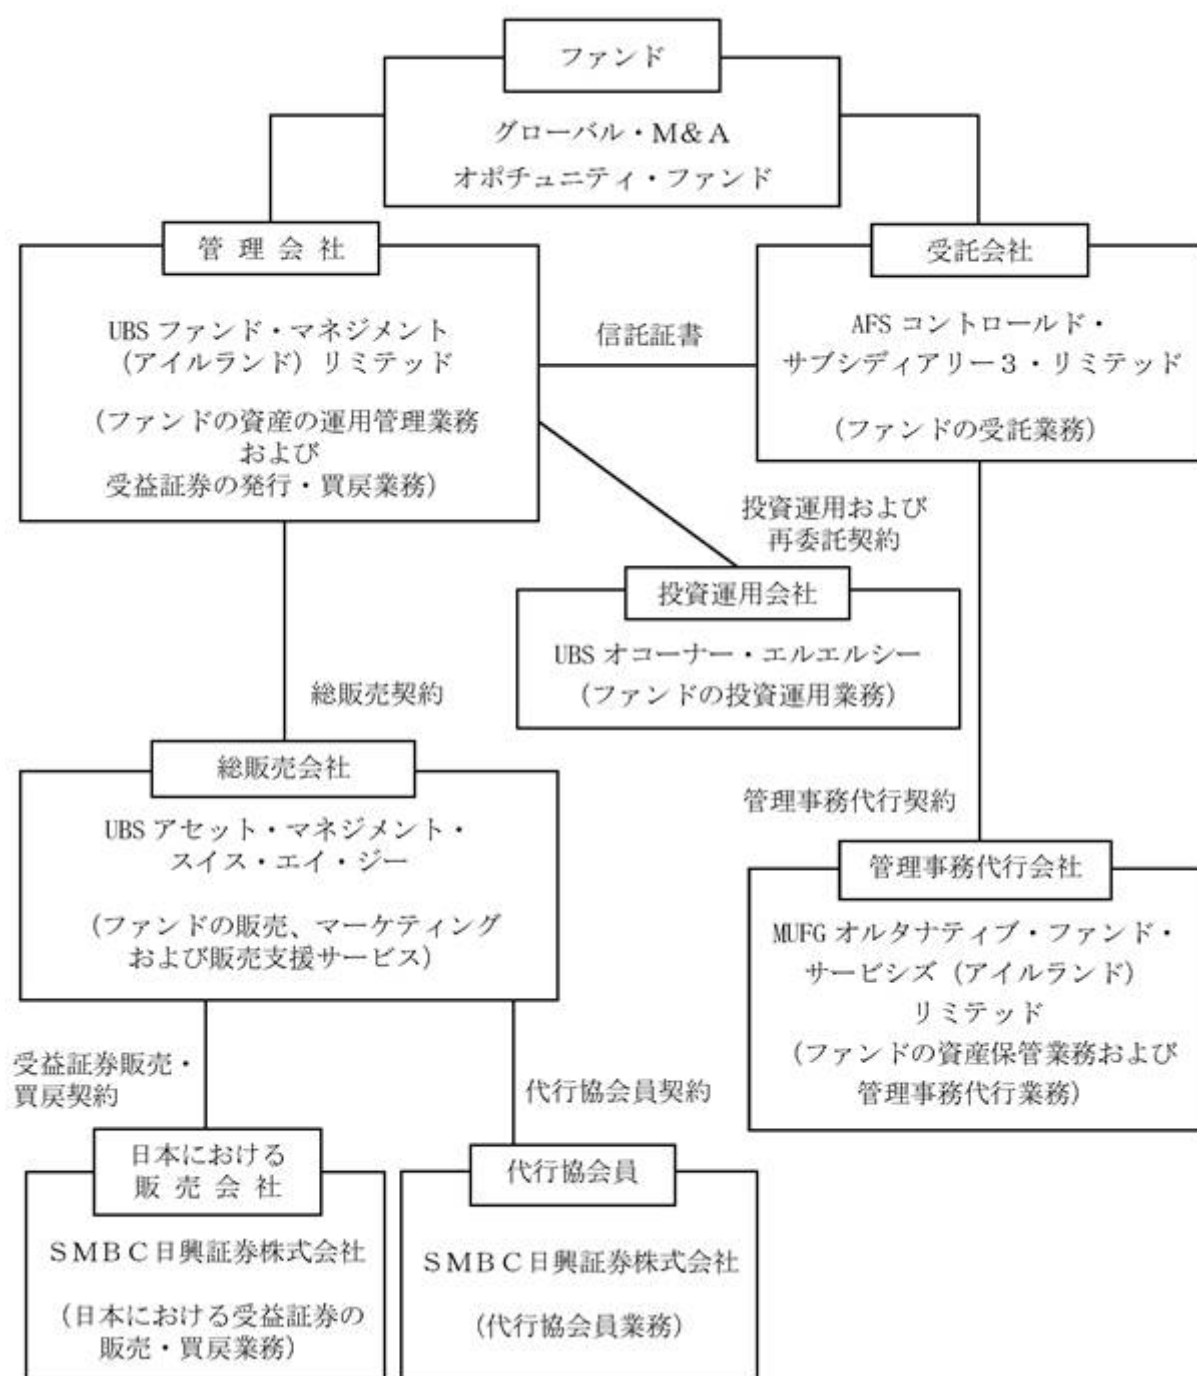 ファンド
グローバル・M&A
オポチュニティ・ファンド
管理会社
UBS ファンド・マネジメント
（アイルランド）リミテッド
（ファンドの資産の運用管理業務
および
受益証券の発行・買戻業務）
信託証書
受託会社
AFS コントロールド・
サブシディアリー３・リミテッド
（ファンドの受託業務）
投資運用および
再委託契約
投資運用会社
UBS オコーナー・エルエルシー
（ファンドの投資運用業務）
総販売契約
総販売会社
UBS アセット・マネジメント・
スイス・エイ・ジー
（ファンドの販売、マーケティング
および販売支援サービス）
管理事務代行契約
管理事務代行会社
MUFG オルタナティブ・ファンド・
サービシズ（アイルランド）
リミテッド
（ファンドの資産保管業務および
管理事務代行業務）
受益証券販売・
買戻契約
代行協会員契約
日本における
販売会社
ＳＭＢＣ日興証券株式会社
（日本における受益証券の
販売・買戻業務）
代行協会員
ＳＭＢＣ日興証券株式会社
（代行協会員業務）